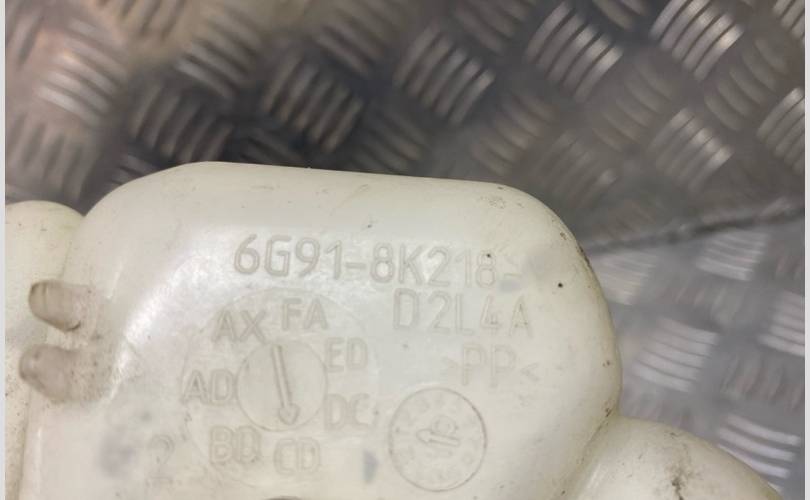 6G91-8K218-
D2L4A
>PP<
AX FA
ED
AD
DC
BD CD